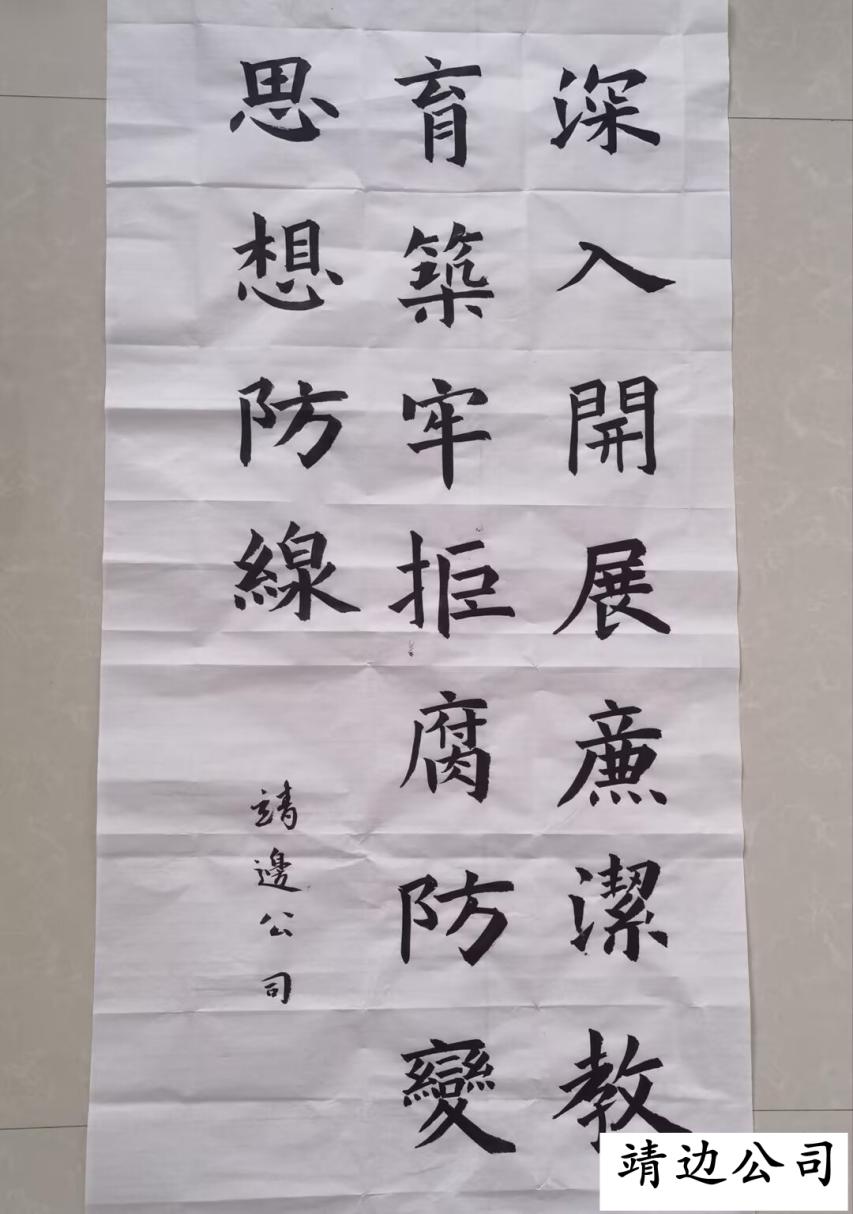 深入開展廉潔教
育築牢拒腐防變
思想防線
靖邊公司
靖边公司